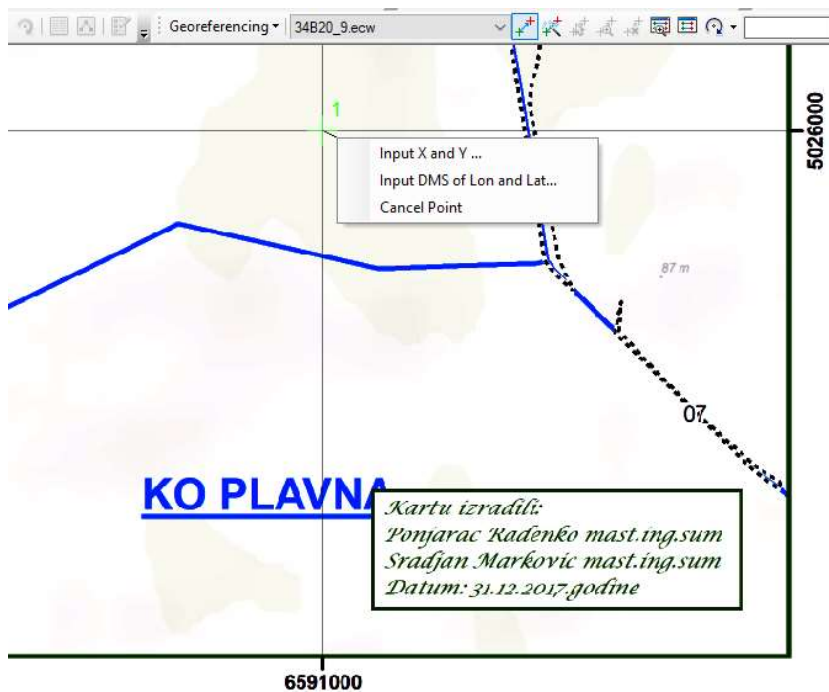 Georeferencing 34B20_9.ecw
1
5026000
Input X and Y ...
Input DMS of Lon and Lat...
Cancel Point
87 m
07
KO PLAVNA
Kartu izradili:
Ponjarac Radenko mast.ing.sum
Sradjan Markovic mast.ing.sum
Datum: 31.12.2017.godine
6591000